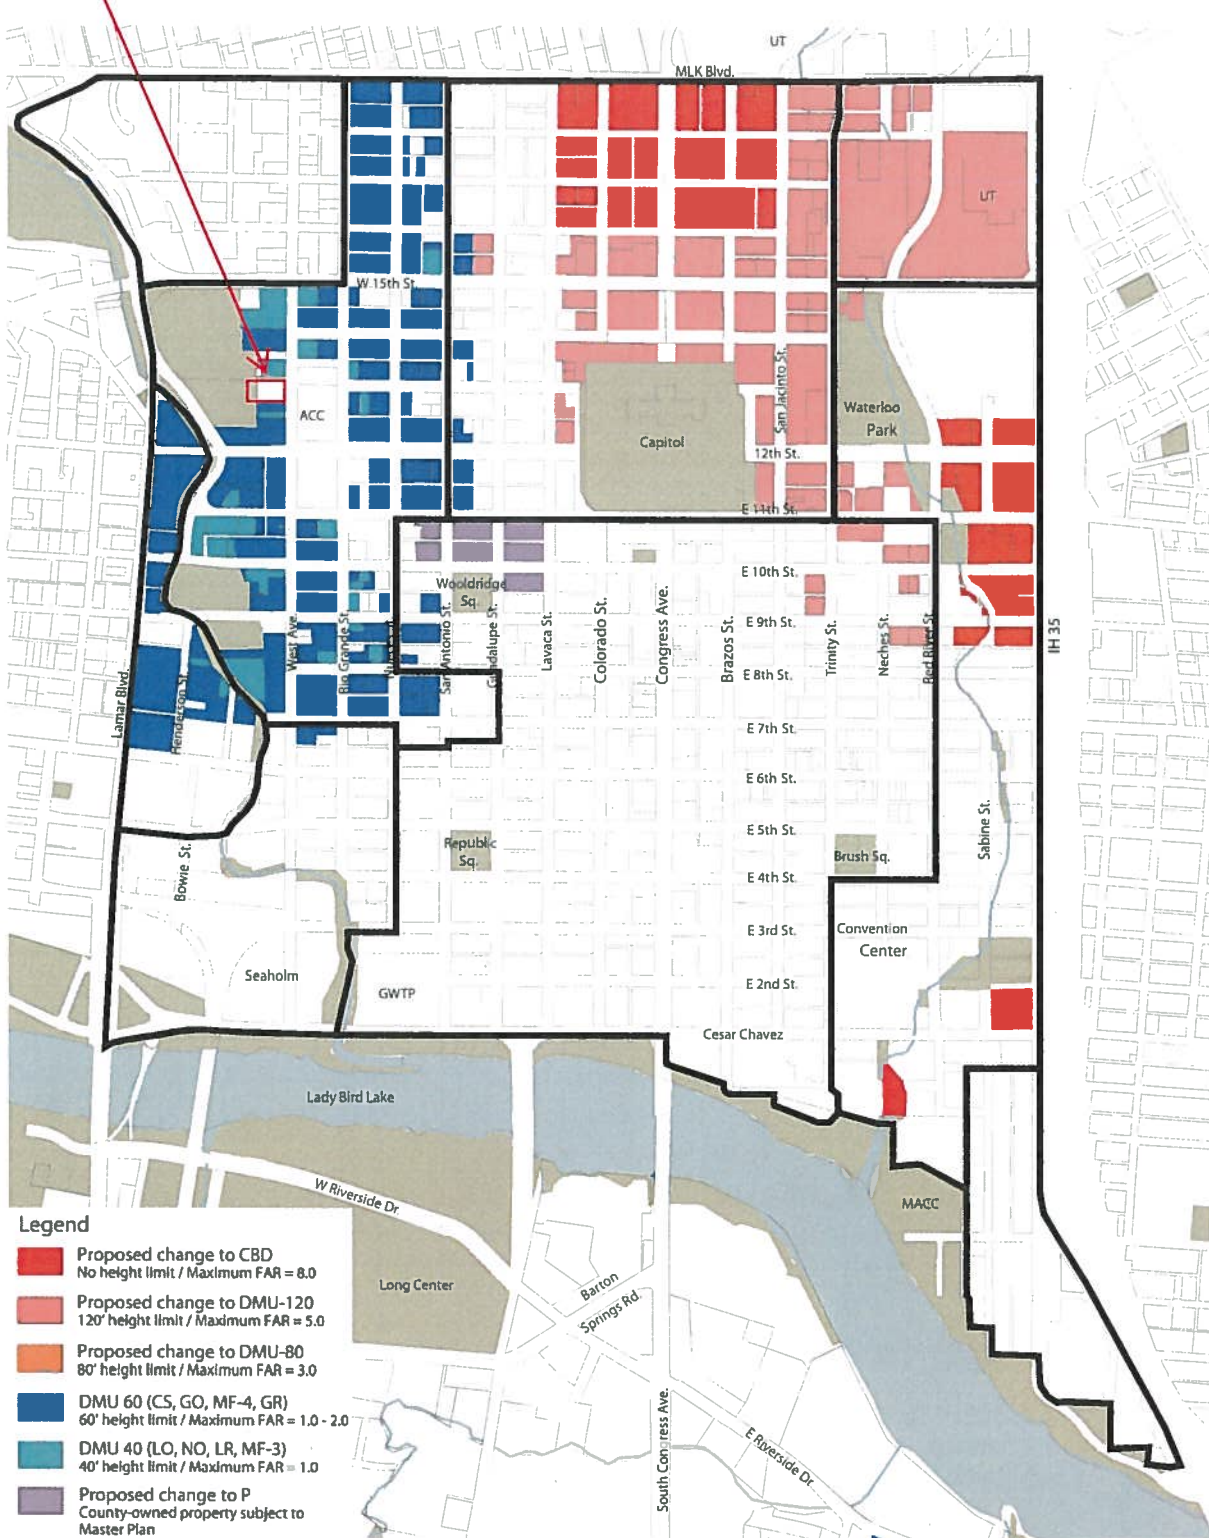 UT
MLK Blvd.
UT
W 15th St.
ACC
Capitol
San Jacinto St.
Waterloo
Park
12th St.
E 11th St.
Wooldridge
Sq.
E 10th St.
E 9th St.
E 8th St.
E 7th St.
E 6th St.
E 5th St.
E 4th St.
E 3rd St.
E 2nd St.
Lamar Blvd.
Henderson St.
West Ave.
Rio Grande St.
San Antonio St.
Guadalupe St.
Lavaca St.
Colorado St.
Congress Ave.
Brazos St.
Trinity St.
Neches St.
Red River St
IH 35
Sabine St.
Bowie St.
Republic
Sq.
Brush Sq.
Convention
Center
Seaholm
GWTP
Cesar Chavez
Lady Bird Lake
W Riverside Dr.
MACC
Long Center
Barton
Springs Rd.
South Congress Ave.
E Riverside Dr.
Legend
Proposed change to CBD
No height limit / Maximum FAR = 8.0
Proposed change to DMU-120
120' height limit / Maximum FAR = 5.0
Proposed change to DMU-80
80' height limit / Maximum FAR = 3.0
DMU 60 (CS, GO, MF-4, GR)
60' height limit / Maximum FAR = 1.0 - 2.0
DMU 40 (LO, NO, LR, MF-3)
40' height limit / Maximum FAR = 1.0
Proposed change to P
County-owned property subject to
Master Plan